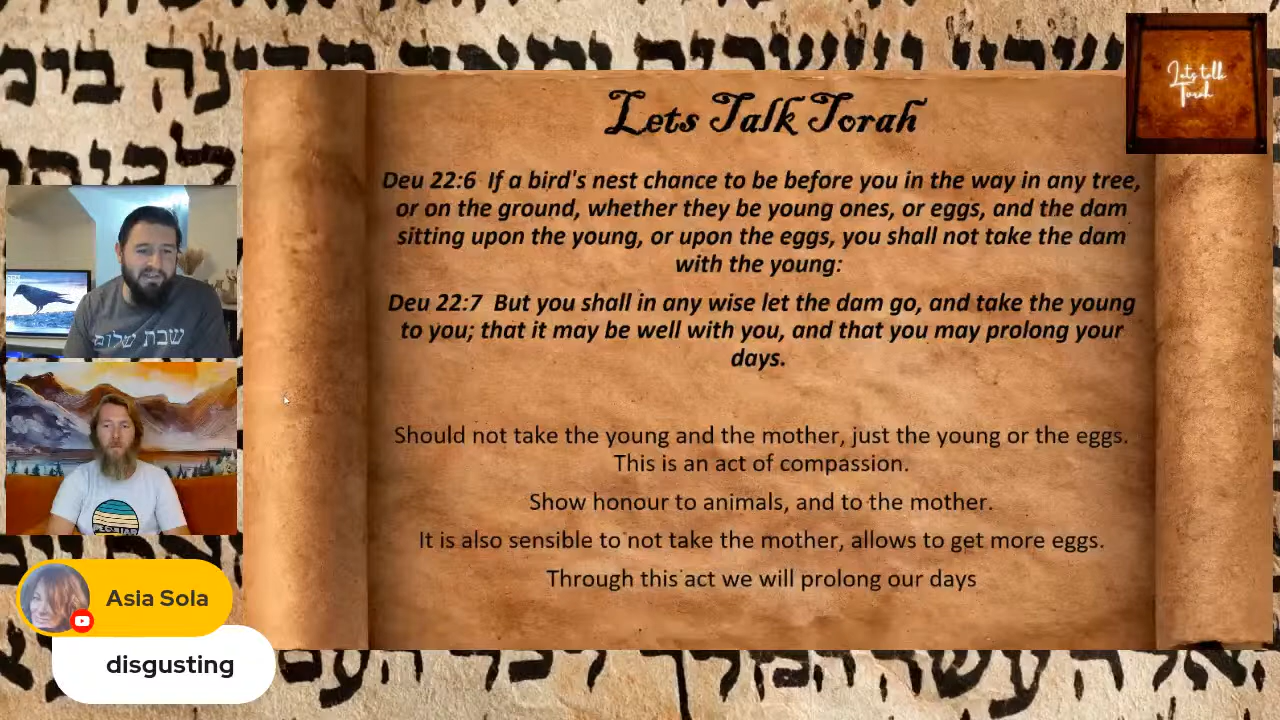 מדינה
Lets Talk Torah
Lets talk
Torah
Deu 22:6 If a bird's nest chance to be before you in the way in any tree,
or on the ground, whether they be young ones, or eggs, and the dam
sitting upon the young, or upon the eggs, you shall not take the dam
with the young:
Deu 22:7 But you shall in any wise let the dam go, and take the young
to you; that it may be well with you, and that you may prolong your
days.
Should not take the young and the mother, just the young or the eggs.
This is an act of compassion.
Show honour to animals, and to the mother.
It is also sensible to not take the mother, allows to get more eggs.
Through this act we will prolong our days
שבת שלום
Asia Sola
disgusting
עשה המלך לכל העם